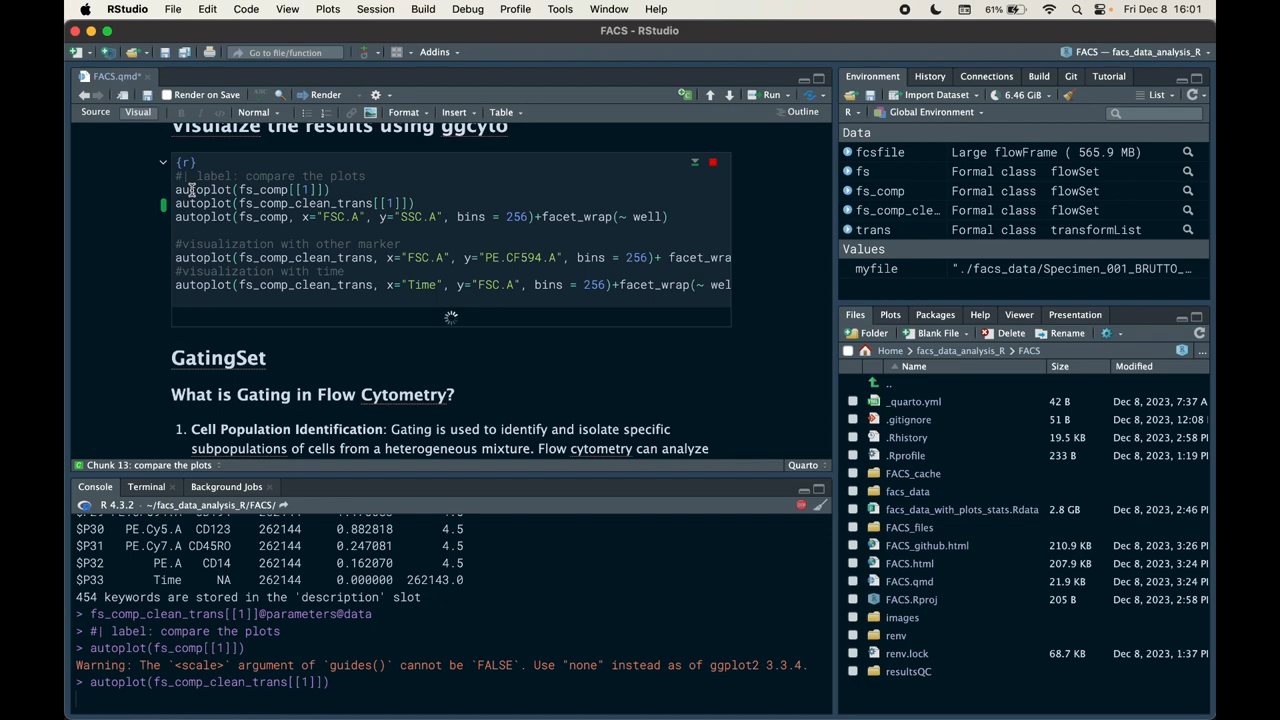 RStudio File Edit Code View Plots Session Build Debug Profile Tools Window Help 61% Fri Dec 8 16:01
FACS - RStudio
Go to file/function Addins FACS — facs_data_analysis_R
FACS.qmd*
Render on Save ABC Render Run
Source Visual B I Normal Format Insert Table Outline
Visulaize the results using ggcyto
{r}
#| label: compare the plots
autoplot(fs_comp[[1]])
autoplot(fs_comp_clean_trans[[1]])
autoplot(fs_comp, x="FSC.A", y="SSC.A", bins = 256)+facet_wrap(~ well)
#visualization with other marker
autoplot(fs_comp_clean_trans, x="FSC.A", y="PE.CF594.A", bins = 256)+ facet_wra
#visualization with time
autoplot(fs_comp_clean_trans, x="Time", y="FSC.A", bins = 256)+facet_wrap(~ wel
GatingSet
What is Gating in Flow Cytometry?
1. Cell Population Identification: Gating is used to identify and isolate specific
subpopulations of cells from a heterogeneous mixture. Flow cytometry can analyze
Chunk 13: compare the plots Quarto
Console Terminal Background Jobs
R 4.3.2 · ~/facs_data_analysis_R/FACS/
$P30 PE.Cy5.A CD123 262144 0.882818 4.5
$P31 PE.Cy7.A CD45RO 262144 0.247081 4.5
$P32 PE.A CD14 262144 0.162070 4.5
$P33 Time NA 262144 0.000000 262143.0
454 keywords are stored in the 'description' slot
> fs_comp_clean_trans[[1]]@parameters@data
> #| label: compare the plots
> autoplot(fs_comp[[1]])
Warning: The `<scale>` argument of `guides()` cannot be `FALSE`. Use "none" instead as of ggplot2 3.3.4.
> autoplot(fs_comp_clean_trans[[1]])
Environment History Connections Build Git Tutorial
Import Dataset 6.46 GiB List
R Global Environment
Data
fcsfile Large flowFrame ( 565.9 MB)
fs Formal class flowSet
fs_comp Formal class flowSet
fs_comp_cle… Formal class flowSet
trans Formal class transformList
Values
myfile "./facs_data/Specimen_001_BRUTTO_…
Files Plots Packages Help Viewer Presentation
Folder Blank File Delete Rename
Home facs_data_analysis_R FACS ...
Name Size Modified
..
_quarto.yml 42 B Dec 8, 2023, 7:37 A
.gitignore 51 B Dec 8, 2023, 12:08
.Rhistory 19.5 KB Dec 8, 2023, 2:58 P
.Rprofile 233 B Dec 8, 2023, 1:19 P
FACS_cache
facs_data
facs_data_with_plots_stats.Rdata 2.8 GB Dec 8, 2023, 2:46 P
FACS_files
FACS_github.html 210.9 KB Dec 8, 2023, 3:26 P
FACS.html 207.9 KB Dec 8, 2023, 3:24 P
FACS.qmd 21.9 KB Dec 8, 2023, 3:24 P
FACS.Rproj 205 B Dec 8, 2023, 2:58 P
images
renv
renv.lock 68.7 KB Dec 8, 2023, 1:37 P
resultsQC